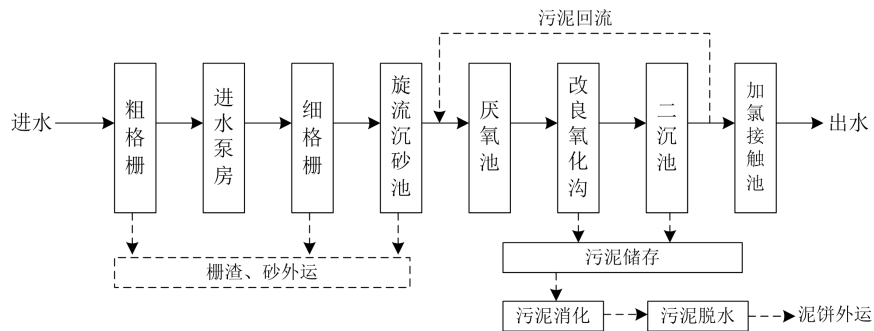 污泥回流
进水
粗格栅
进水泵房
细格栅
旋流沉砂池
厌氧池
改良氧化沟
二沉池
加氯接触池
出水
栅渣、砂外运
污泥储存
污泥消化
污泥脱水
泥饼外运